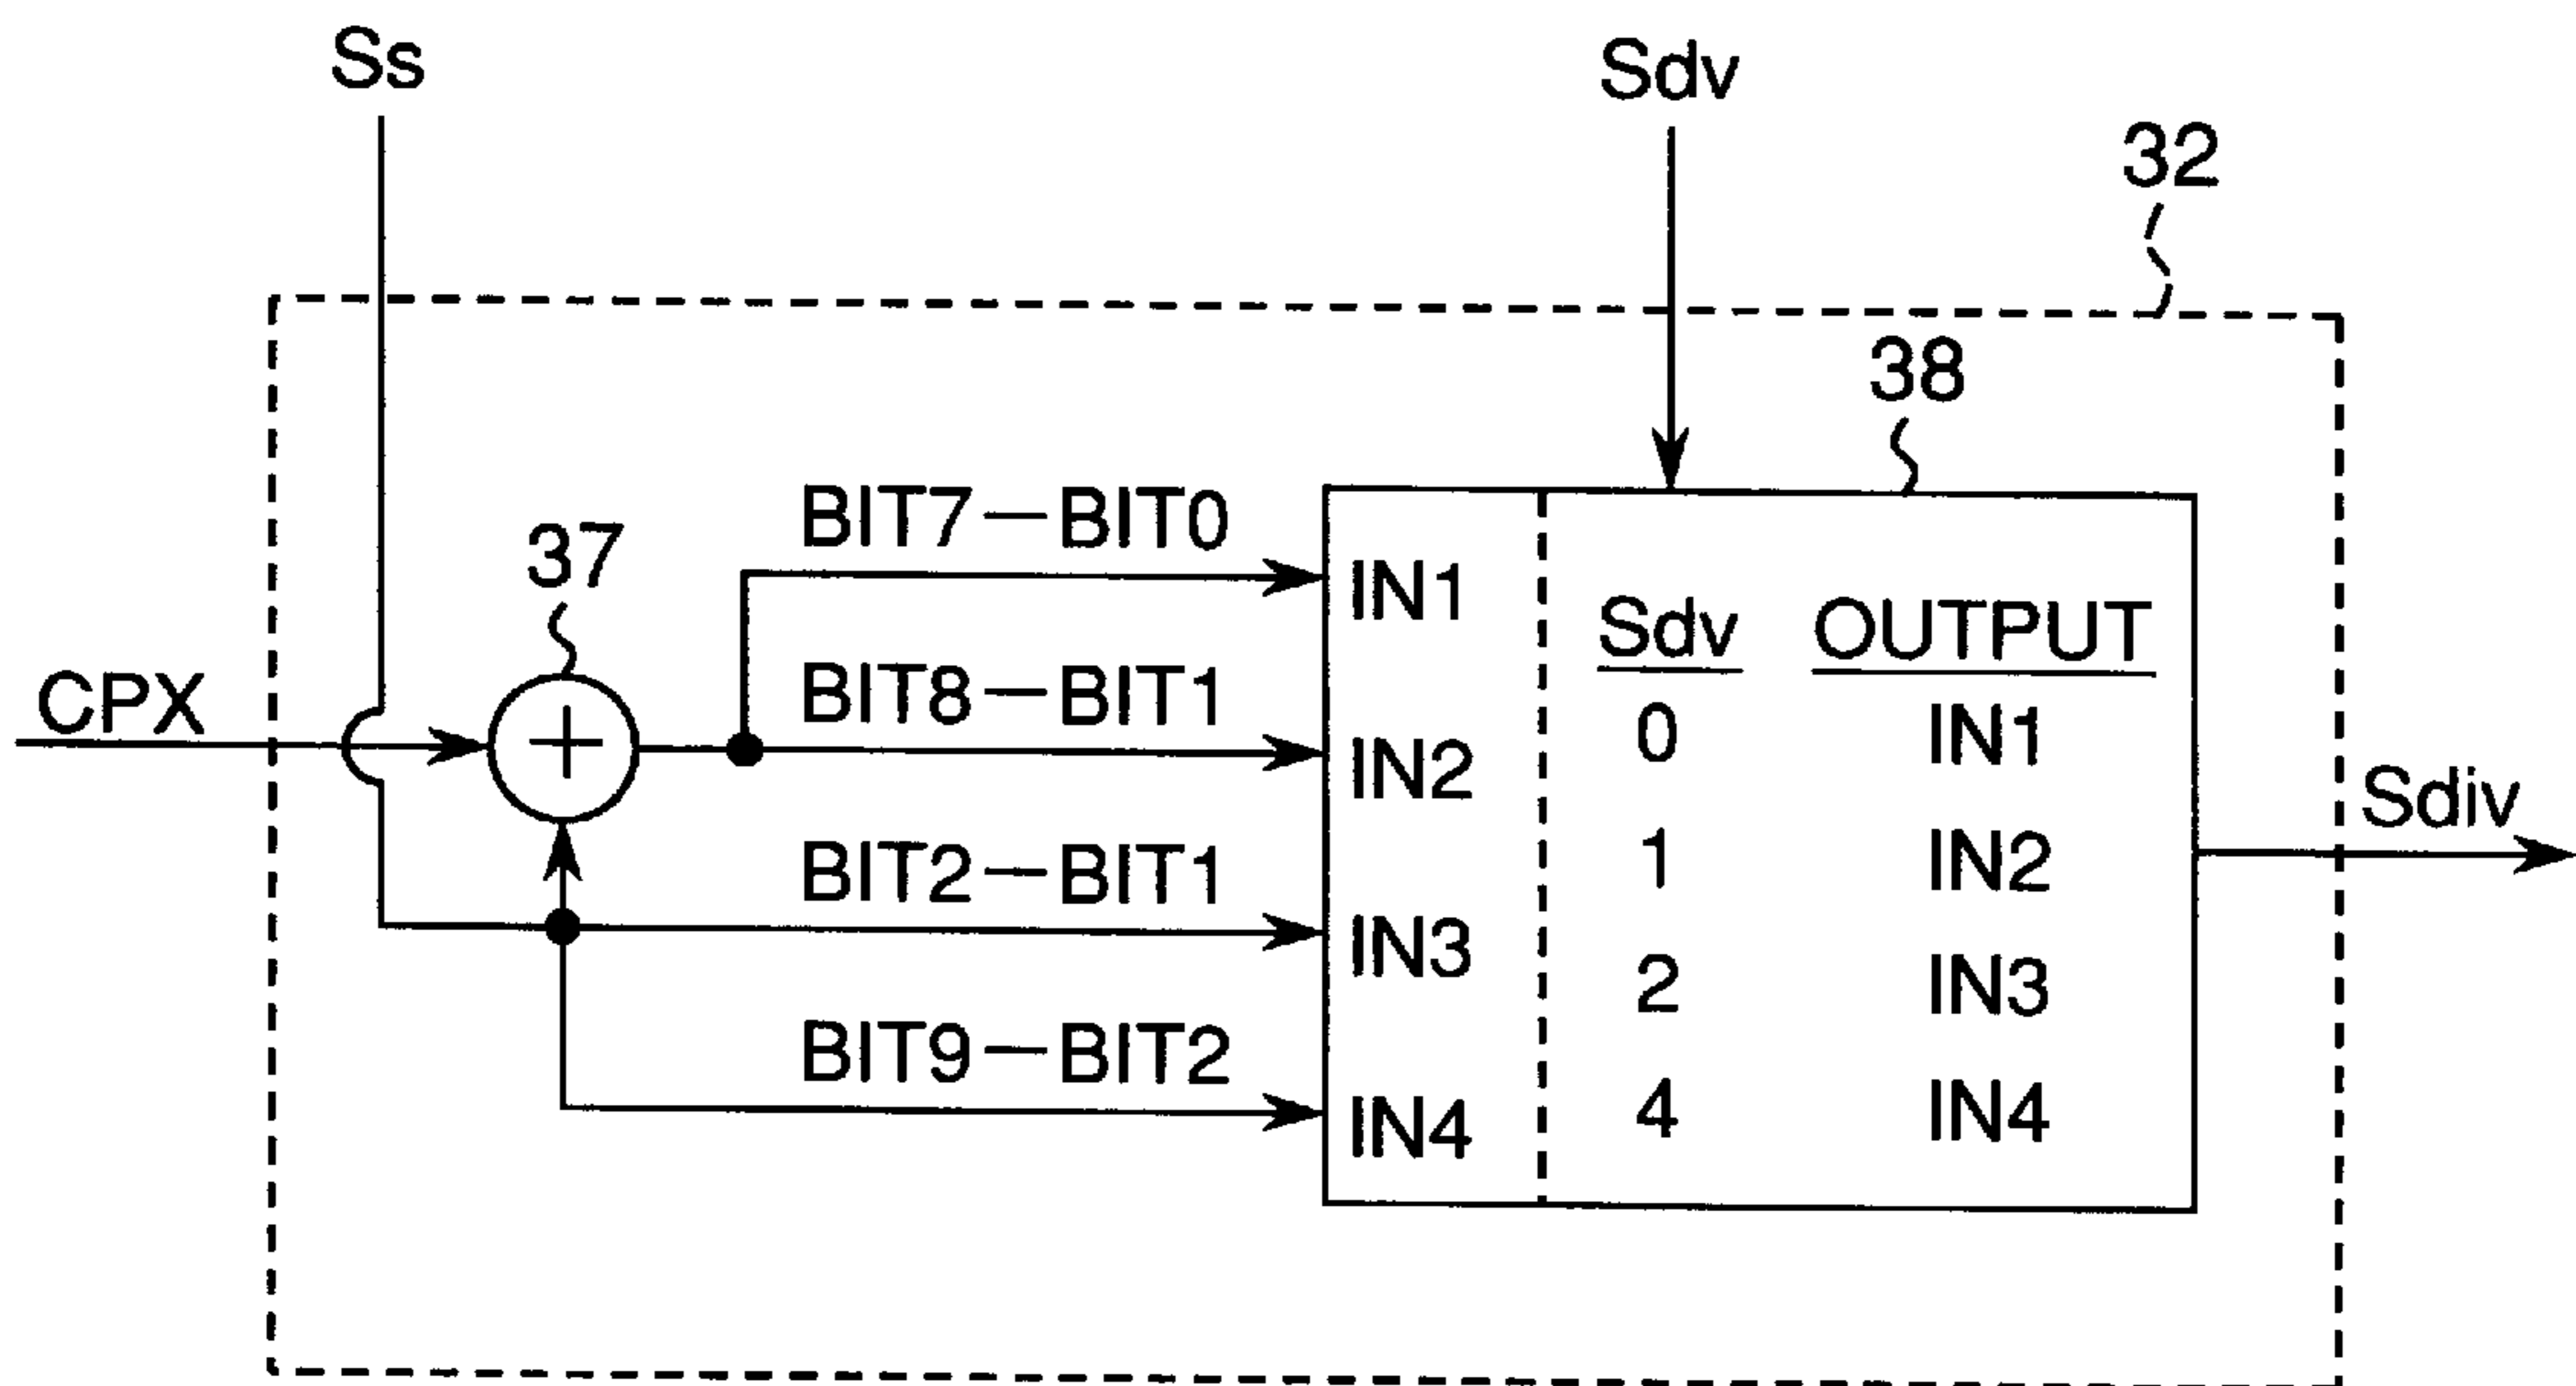 Ss
Sdv
32
38
BIT7—BIT0
37
IN1
Sdv OUTPUT
BIT8—BIT1
CPX
IN2
0 IN1
Sdiv
1 IN2
BIT2—BIT1
IN3
2 IN3
BIT9—BIT2
IN4
4 IN4
+